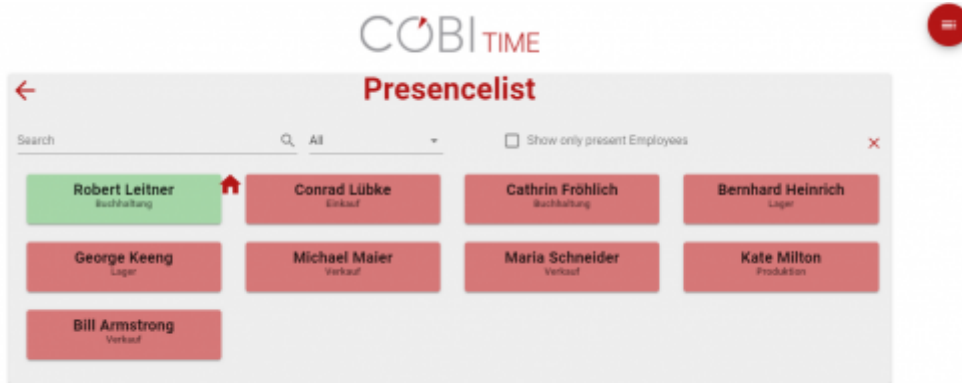 COBI TIME
Presencelist
Search All Show only present Employees
Robert Leitner Conrad Lübke Cathrin Fröhlich Bernhard Heinrich
Buchhaltung Einkauf Buchhaltung Lager
George Keeng Michael Maier Maria Schneider Kate Milton
Lager Verkauf Verkauf Produktion
Bill Armstrong
Verkauf